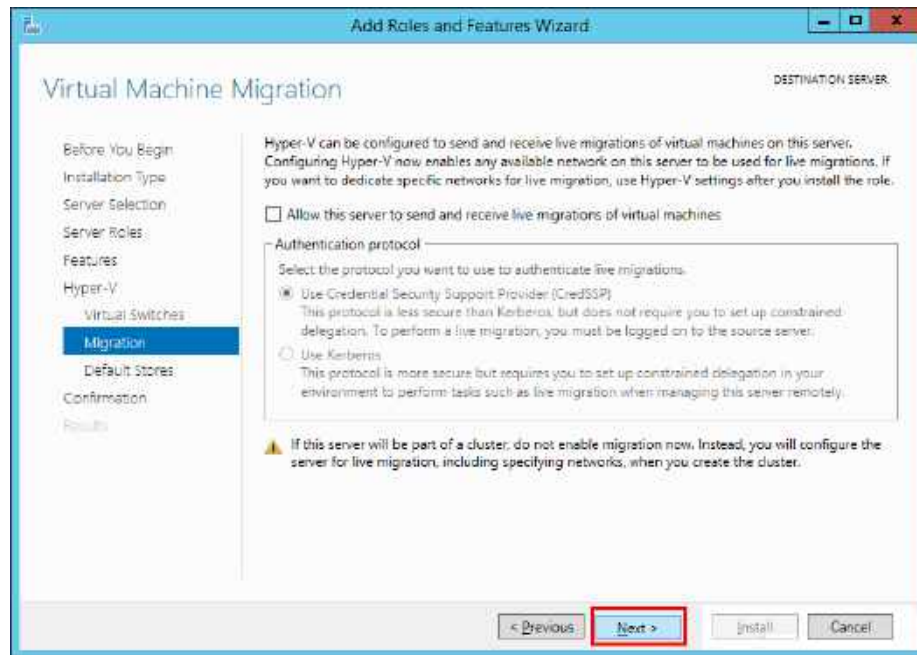 Add Roles and Features Wizard
Virtual Machine Migration
DESTINATION SERVER
Before You Begin
Installation Type
Server Selection
Server Roles
Features
Hyper-V
Virtual Switches
Migration
Default Stores
Confirmation
Results
Hyper-V can be configured to send and receive live migrations of virtual machines on this server.
Configuring Hyper-V now enables any available network on this server to be used for live migrations. If
you want to dedicate specific networks for live migration, use Hyper-V settings after you install the role.
Allow this server to send and receive live migrations of virtual machines
Authentication protocol
Select the protocol you want to use to authenticate live migrations.
Use Credential Security Support Provider (CredSSP)
This protocol is less secure than Kerberos, but does not require you to set up constrained
delegation. To perform a live migration, you must be logged on to the source server.
Use Kerberos
This protocol is more secure but requires you to set up constrained delegation in your
environment to perform tasks such as live migration when managing this server remotely.
If this server will be part of a cluster, do not enable migration now. Instead, you will configure the
server for live migration, including specifying networks, when you create the cluster.
< Previous
Next >
Install
Cancel